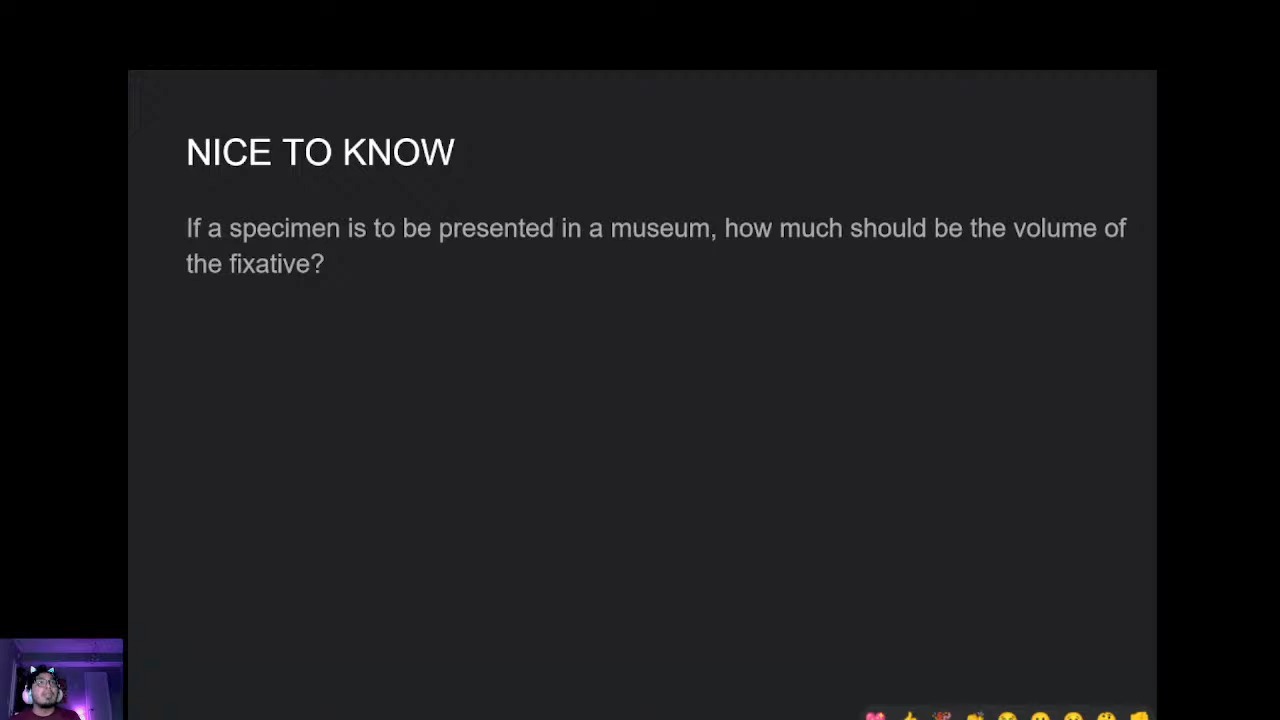 NICE TO KNOW
If a specimen is to be presented in a museum, how much should be the volume of
the fixative?